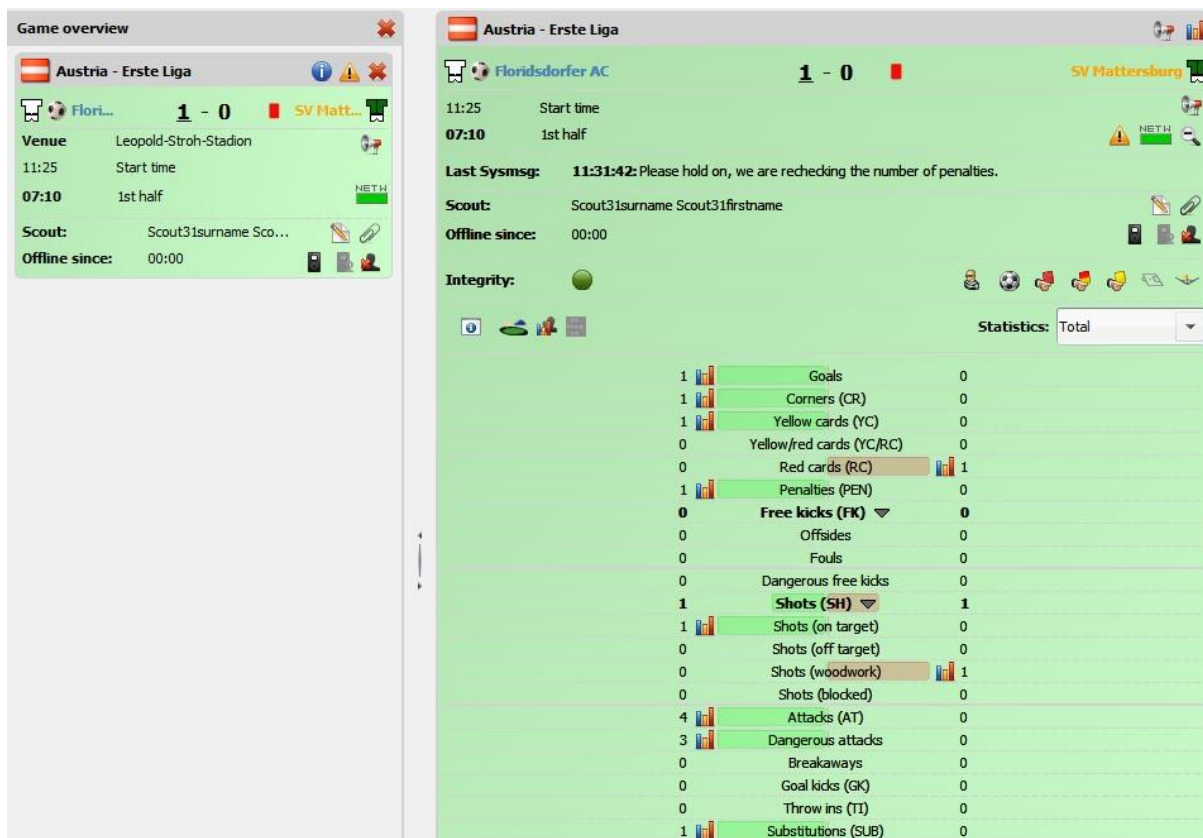 Game overview
Austria - Erste Liga
Flori... 1 - 0 SV Matt...
Venue Leopold-Stroh-Stadion
11:25 Start time
07:10 1st half
NETW
Scout: Scout31surname Sco...
Offline since: 00:00
Austria - Erste Liga
Floridsdorfer AC 1 - 0 SV Mattersburg
11:25 Start time
07:10 1st half
NETW
Last Sysmsg: 11:31:42: Please hold on, we are rechecking the number of penalties.
Scout: Scout31surname Scout31firstname
Offline since: 00:00
Integrity:
Statistics: Total
1 Goals 0
1 Corners (CR) 0
1 Yellow cards (YC) 0
0 Yellow/red cards (YC/RC) 0
0 Red cards (RC) 1
1 Penalties (PEN) 0
0 Free kicks (FK) 0
0 Offsides 0
0 Fouls 0
0 Dangerous free kicks 0
1 Shots (SH) 1
1 Shots (on target) 0
0 Shots (off target) 0
0 Shots (woodwork) 1
0 Shots (blocked) 0
4 Attacks (AT) 0
3 Dangerous attacks 0
0 Breakaways 0
0 Goal kicks (GK) 0
0 Throw ins (TI) 0
1 Substitutions (SUB) 0